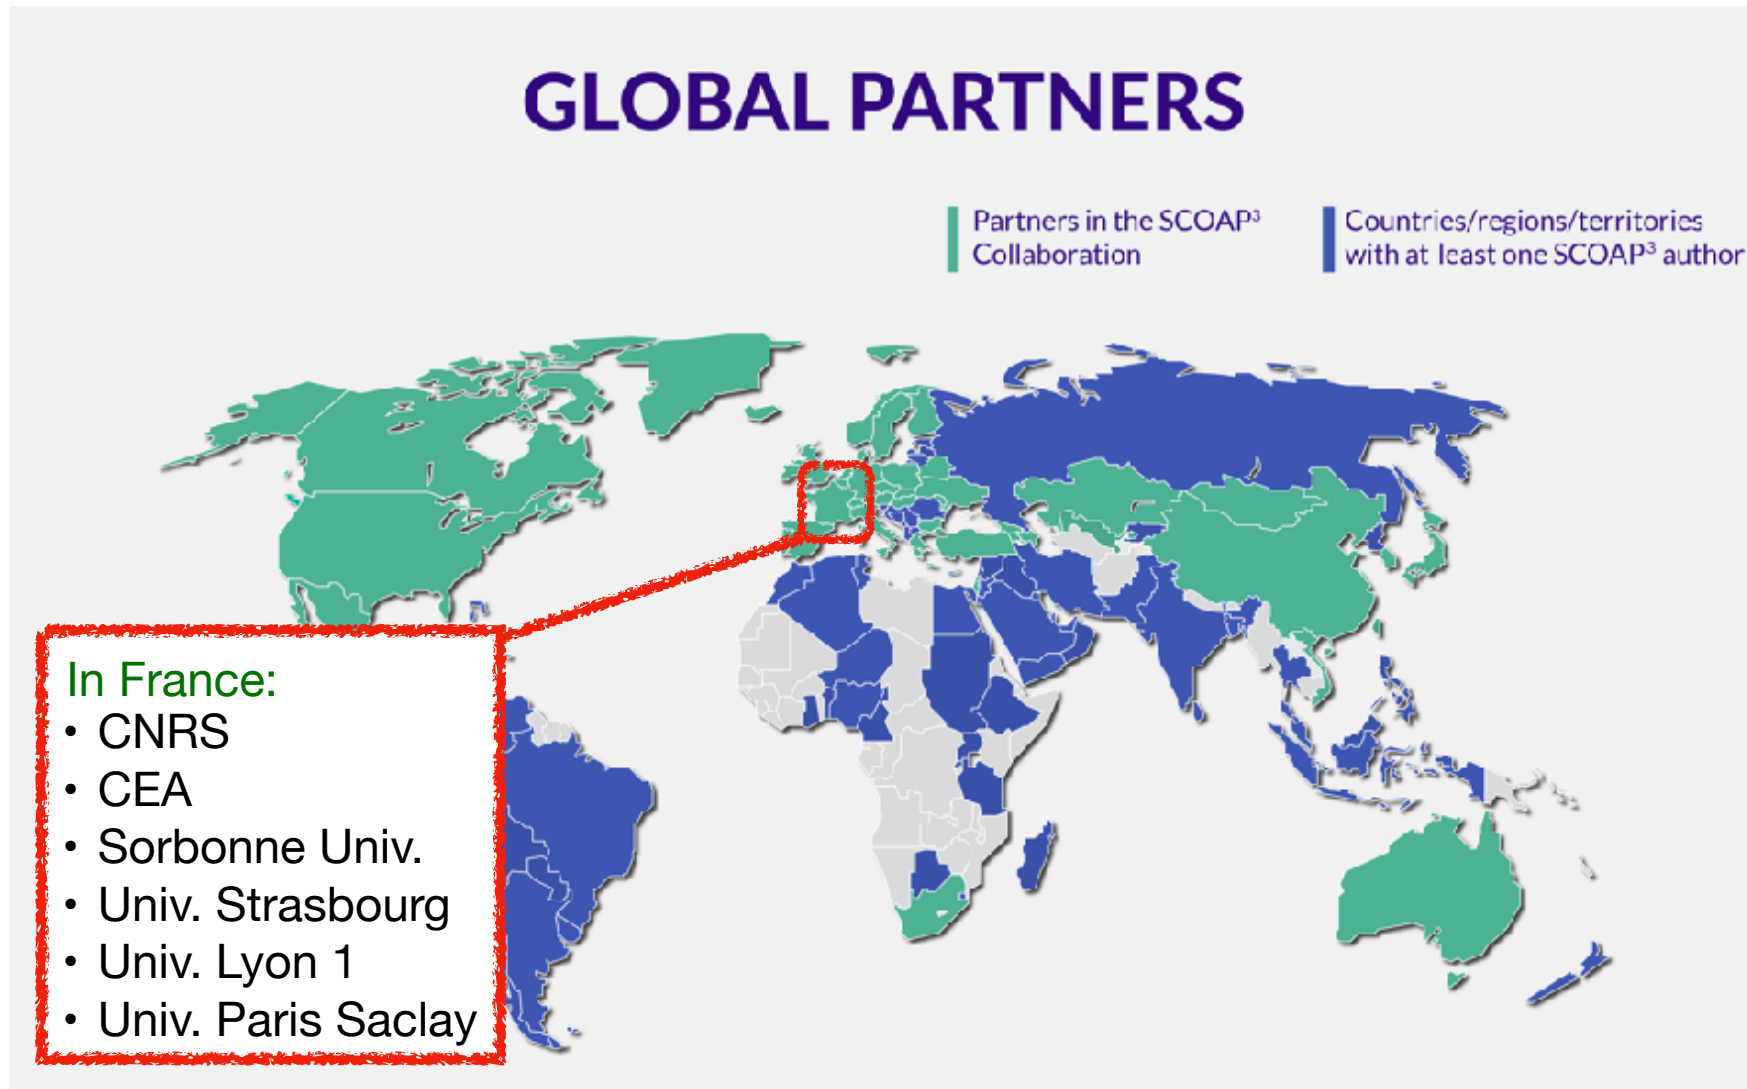 GLOBAL PARTNERS
Partners in the SCOAP³
Collaboration
Countries/regions/territories
with at least one SCOAP³ author
In France:
• CNRS
• CEA
• Sorbonne Univ.
• Univ. Strasbourg
• Univ. Lyon 1
• Univ. Paris Saclay